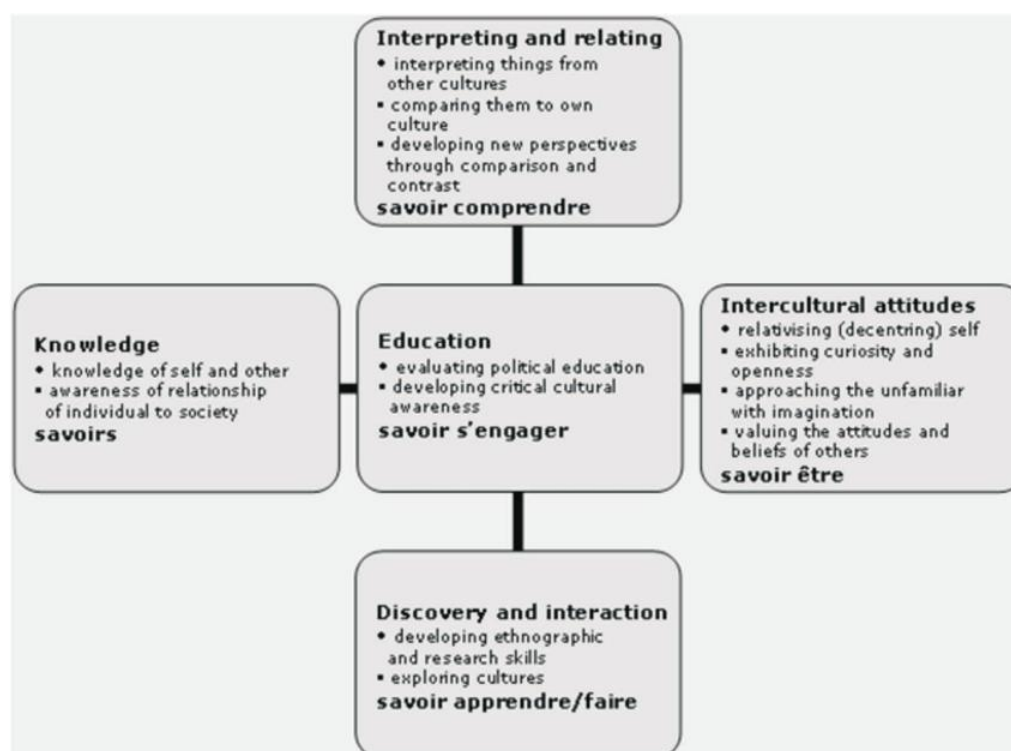 Interpreting and relating
• interpreting things from
other cultures
▪ comparing them to own
culture
▪ developing new perspectives
through comparison and
contrast
savoir comprendre
Knowledge
• knowledge of self and other
▪ awareness of relationship
of individual to society
savoirs
Education
• evaluating political education
▪ developing critical cultural
awareness
savoir s'engager
Intercultural attitudes
• relativising (decentring) self
▪ exhibiting curiosity and
openness
▪ approaching the unfamiliar
with imagination
▪ valuing the attitudes and
beliefs of others
savoir être
Discovery and interaction
• developing ethnographic
and research skills
▪ exploring cultures
savoir apprendre/faire